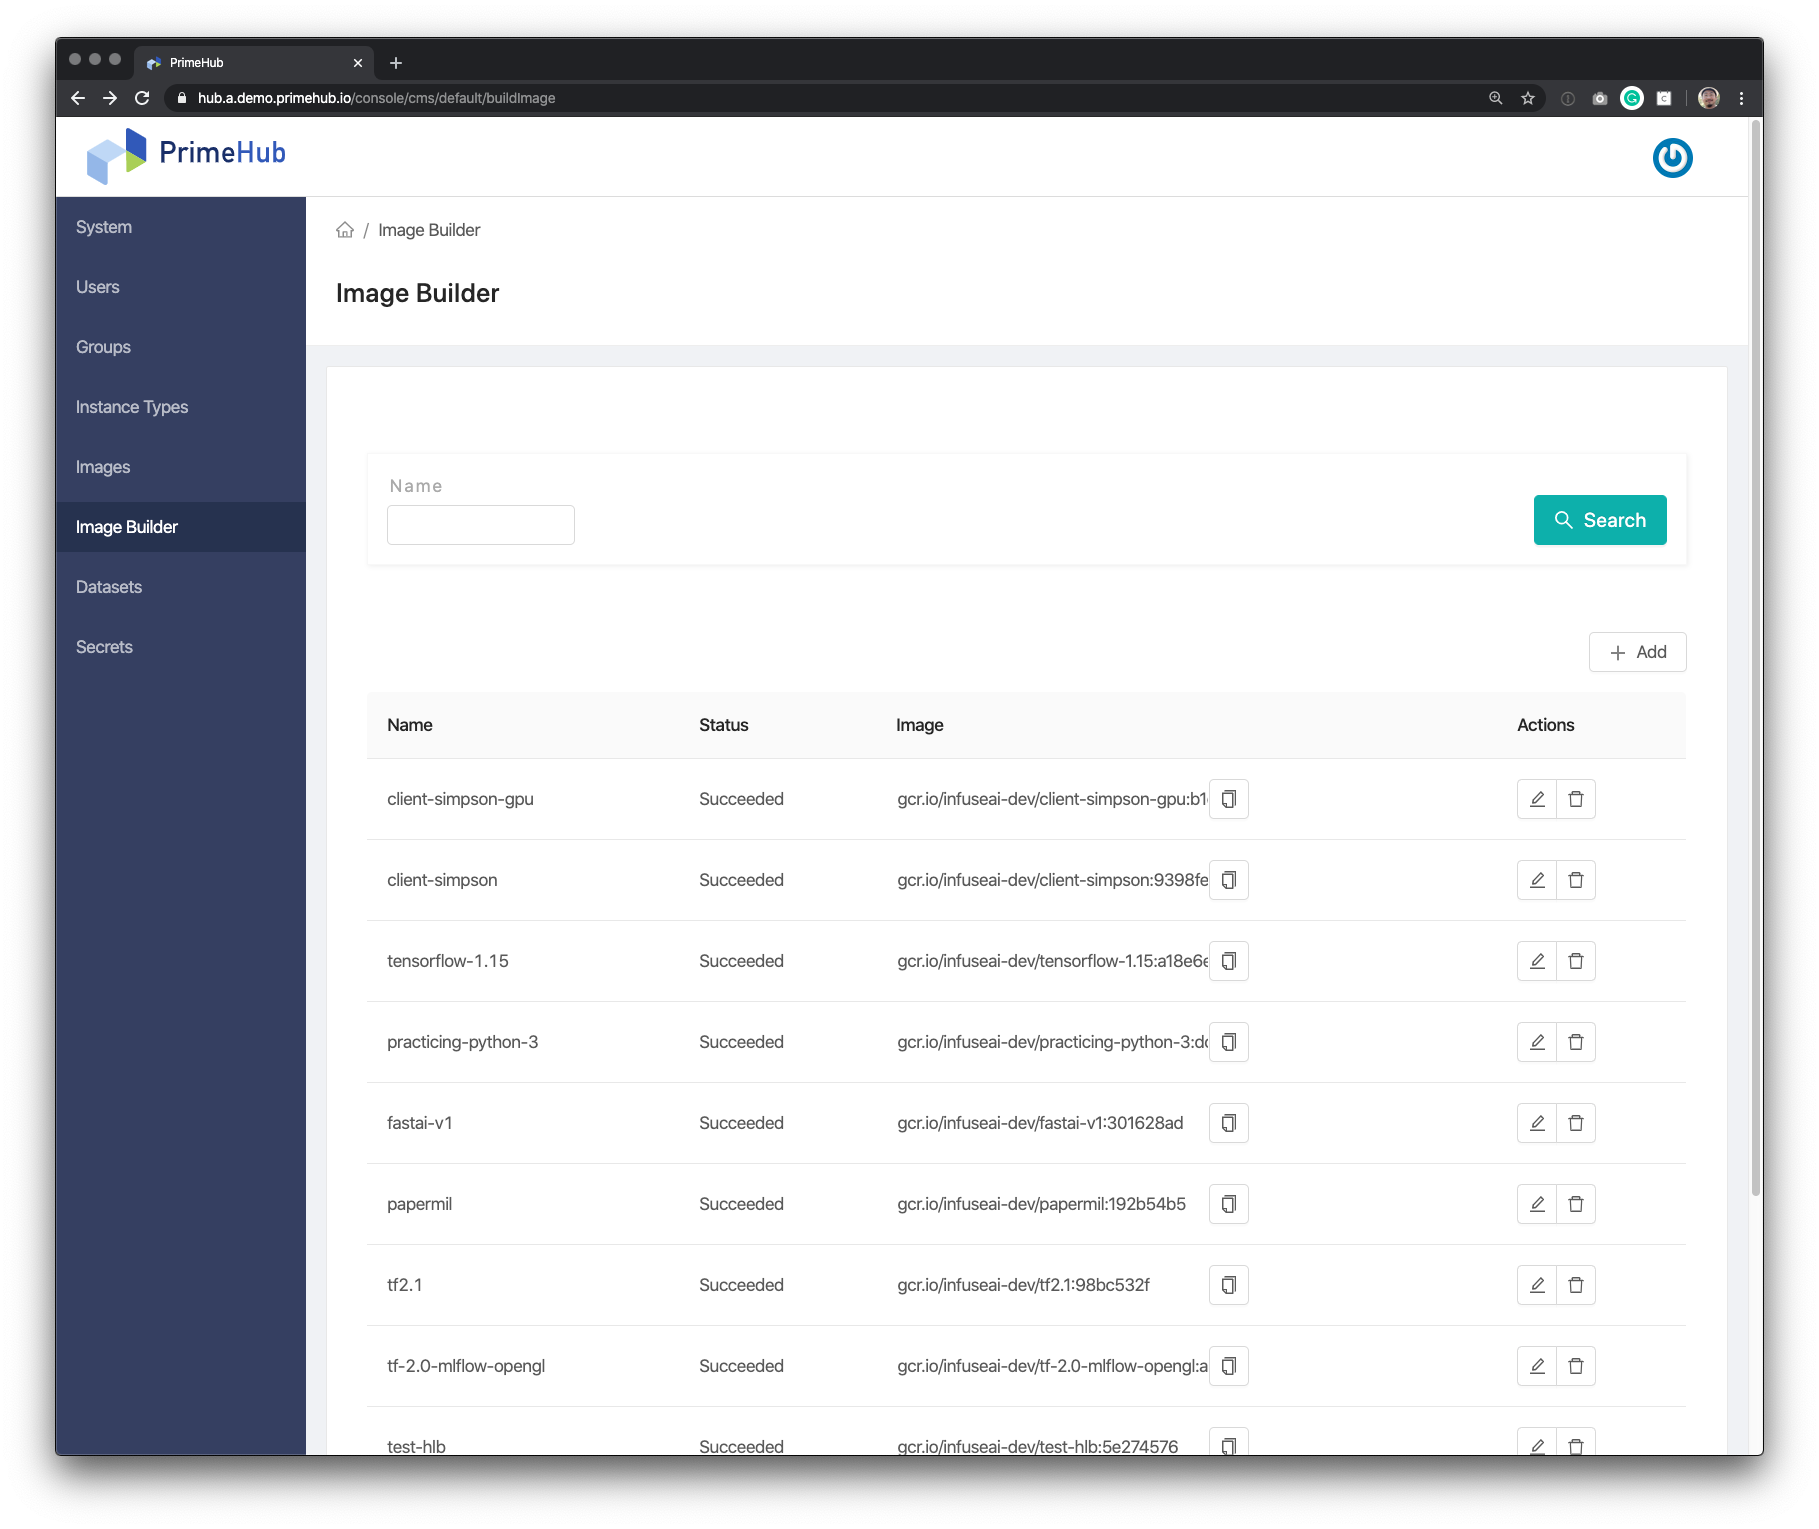 PrimeHub
hub.a.demo.primehub.io/console/cms/default/buildImage
PrimeHub
System
Users
Groups
Instance Types
Images
Image Builder
Datasets
Secrets
/ Image Builder
Image Builder
Name
Search
Add
Name Status Image Actions
client-simpson-gpu Succeeded gcr.io/infuseai-dev/client-simpson-gpu:b1
client-simpson Succeeded gcr.io/infuseai-dev/client-simpson:9398fe
tensorflow-1.15 Succeeded gcr.io/infuseai-dev/tensorflow-1.15:a18e6e
practicing-python-3 Succeeded gcr.io/infuseai-dev/practicing-python-3:dd
fastai-v1 Succeeded gcr.io/infuseai-dev/fastai-v1:301628ad
papermil Succeeded gcr.io/infuseai-dev/papermil:192b54b5
tf2.1 Succeeded gcr.io/infuseai-dev/tf2.1:98bc532f
tf-2.0-mlflow-opengl Succeeded gcr.io/infuseai-dev/tf-2.0-mlflow-opengl:a
test-hlb Succeeded gcr.io/infuseai-dev/test-hlb:5e274576